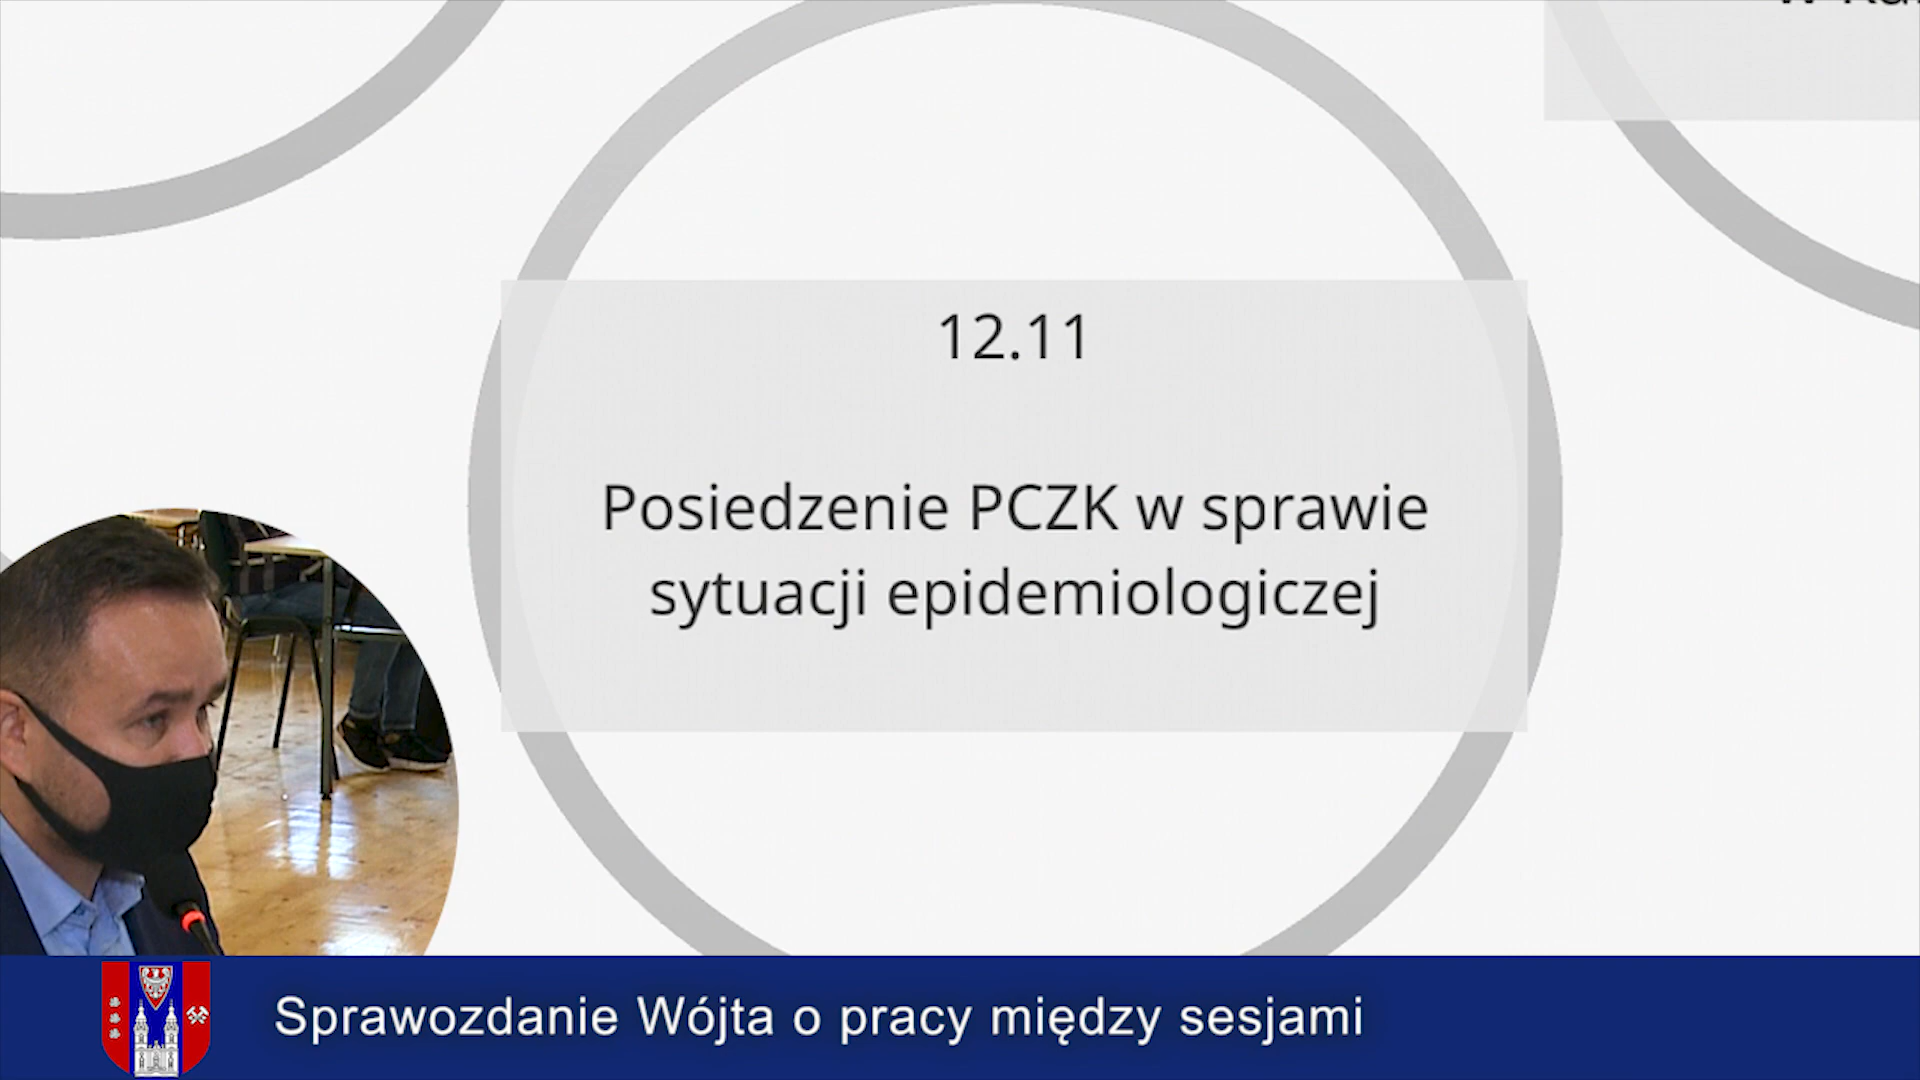 12.11
Posiedzenie PCZK w sprawie
sytuacji epidemiologiczej
Sprawozdanie Wójta o pracy między sesjami